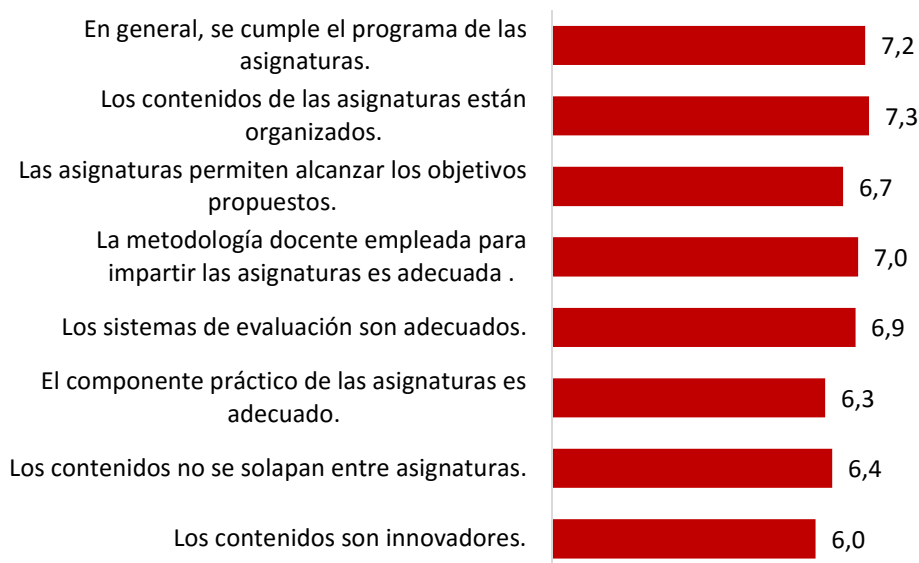 En general, se cumple el programa de las
asignaturas.
7,2
Los contenidos de las asignaturas están
organizados.
7,3
Las asignaturas permiten alcanzar los objetivos
propuestos.
6,7
La metodología docente empleada para
impartir las asignaturas es adecuada .
7,0
Los sistemas de evaluación son adecuados.
6,9
El componente práctico de las asignaturas es
adecuado.
6,3
Los contenidos no se solapan entre asignaturas.
6,4
Los contenidos son innovadores.
6,0